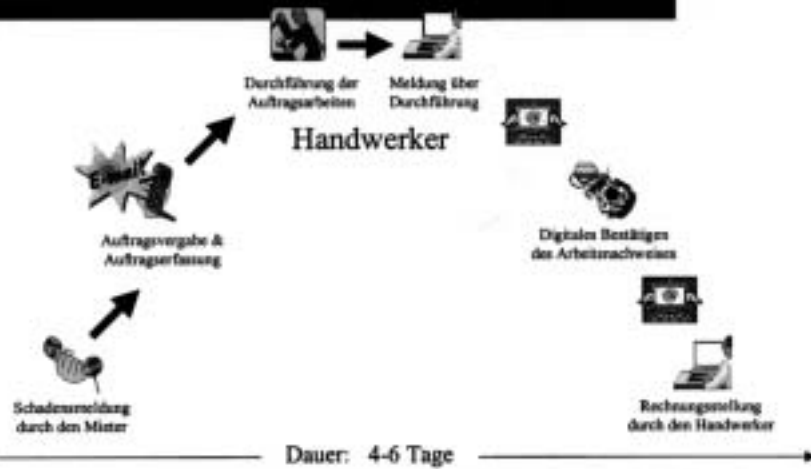 Durchführung der
Auftragsarbeiten
Meldung über
Durchführung
Handwerker
E-mail
Auftragsvergabe &
Auftragserfassung
Digitales Bestätigen
des Arbeitsnachweises
Schadensmeldung
durch den Mieter
Rechnungsstellung
durch den Handwerker
Dauer: 4-6 Tage